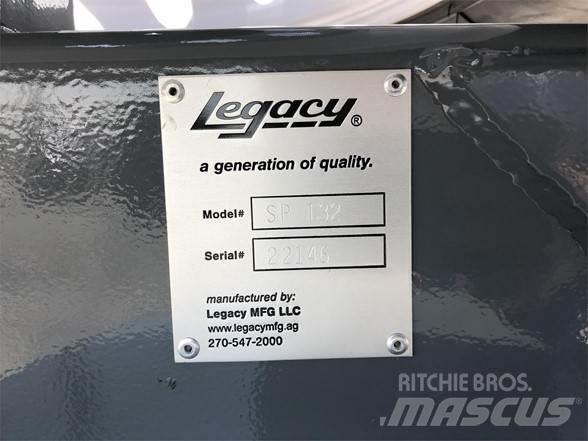 Legacy®
a generation of quality.
Model# SP 132
Serial# 22146
manufactured by:
Legacy MFG LLC
www.legacymfg.ag
270-547-2000
RITCHIE BROS.
MASCUS